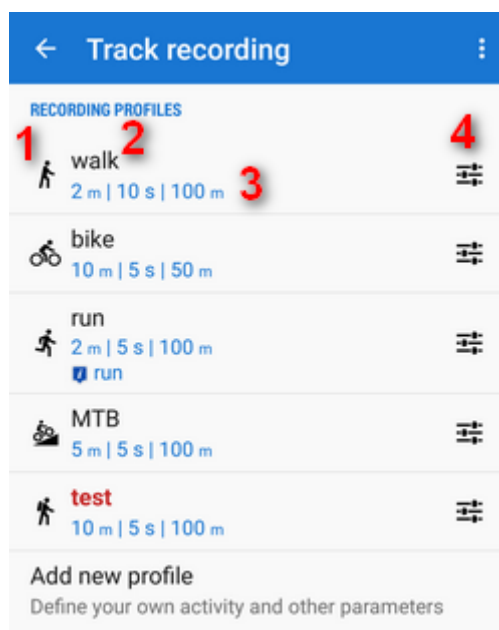 Track recording
RECORDING PROFILES
1 2 4
walk
2 m | 10 s | 100 m 3
bike
10 m | 5 s | 50 m
run
2 m | 5 s | 100 m
run
MTB
5 m | 5 s | 100 m
test
10 m | 5 s | 100 m
Add new profile
Define your own activity and other parameters